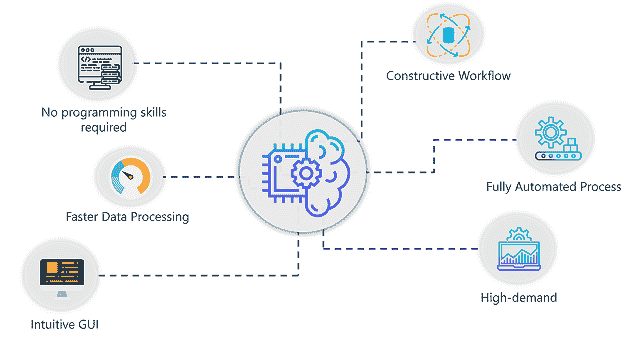 Constructive Workflow
No programming skills
required
Fully Automated Process
Faster Data Processing
High-demand
Intuitive GUI